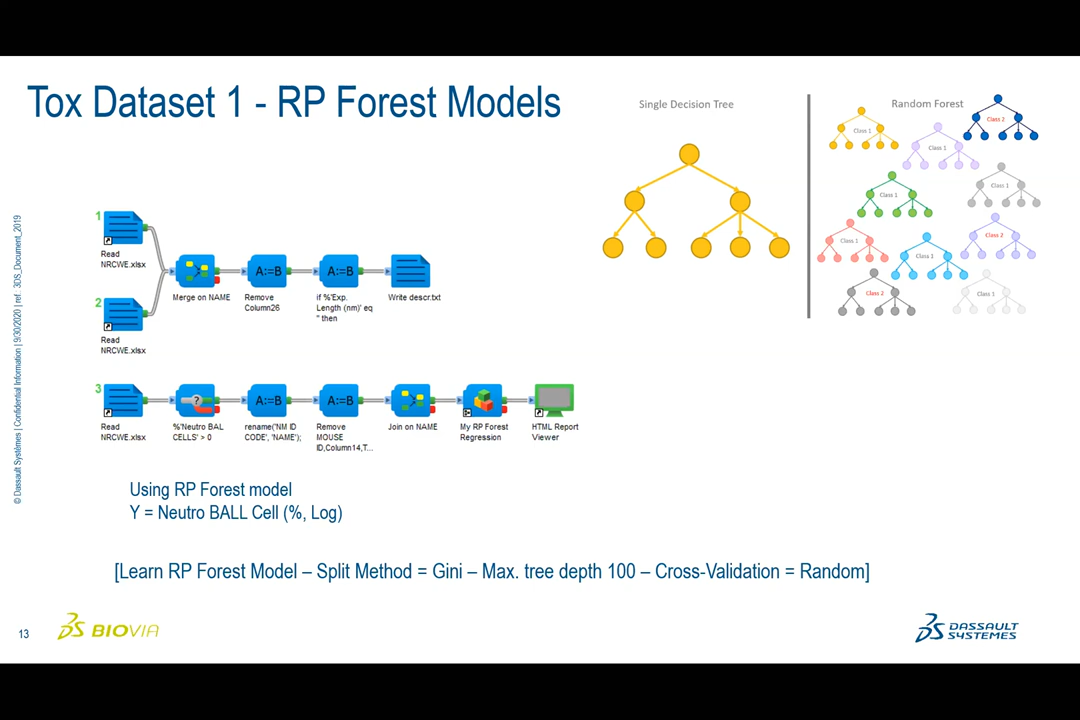 Tox Dataset 1 - RP Forest Models
Single Decision Tree
Random Forest
Class 1
Class 1
Class 2
Class 1
Class 1
Class 1
Class 2
Class 2
Class 1
© Dassault Systèmes | Confidential Information | 9/30/2020 | ref.: 3DS_Document_2019
1
Read
NRCWE.xlsx
2
Read
NRCWE.xlsx
Merge on NAME
A:=B
Remove
Column26
A:=B
if %'Exp.
Length (nm)' eq
'' then
Write descr.txt
3
Read
NRCWE.xlsx
?
%'Neutro BAL
CELLS' > 0
A:=B
rename('NM ID
CODE', 'NAME');
A:=B
Remove
MOUSE
ID,Column14,T...
Join on NAME
My RP Forest
Regression
HTML Report
Viewer
Using RP Forest model
Y = Neutro BALL Cell (%, Log)
[Learn RP Forest Model – Split Method = Gini – Max. tree depth 100 – Cross-Validation = Random]
13
BIOVIA
DASSAULT
SYSTEMES